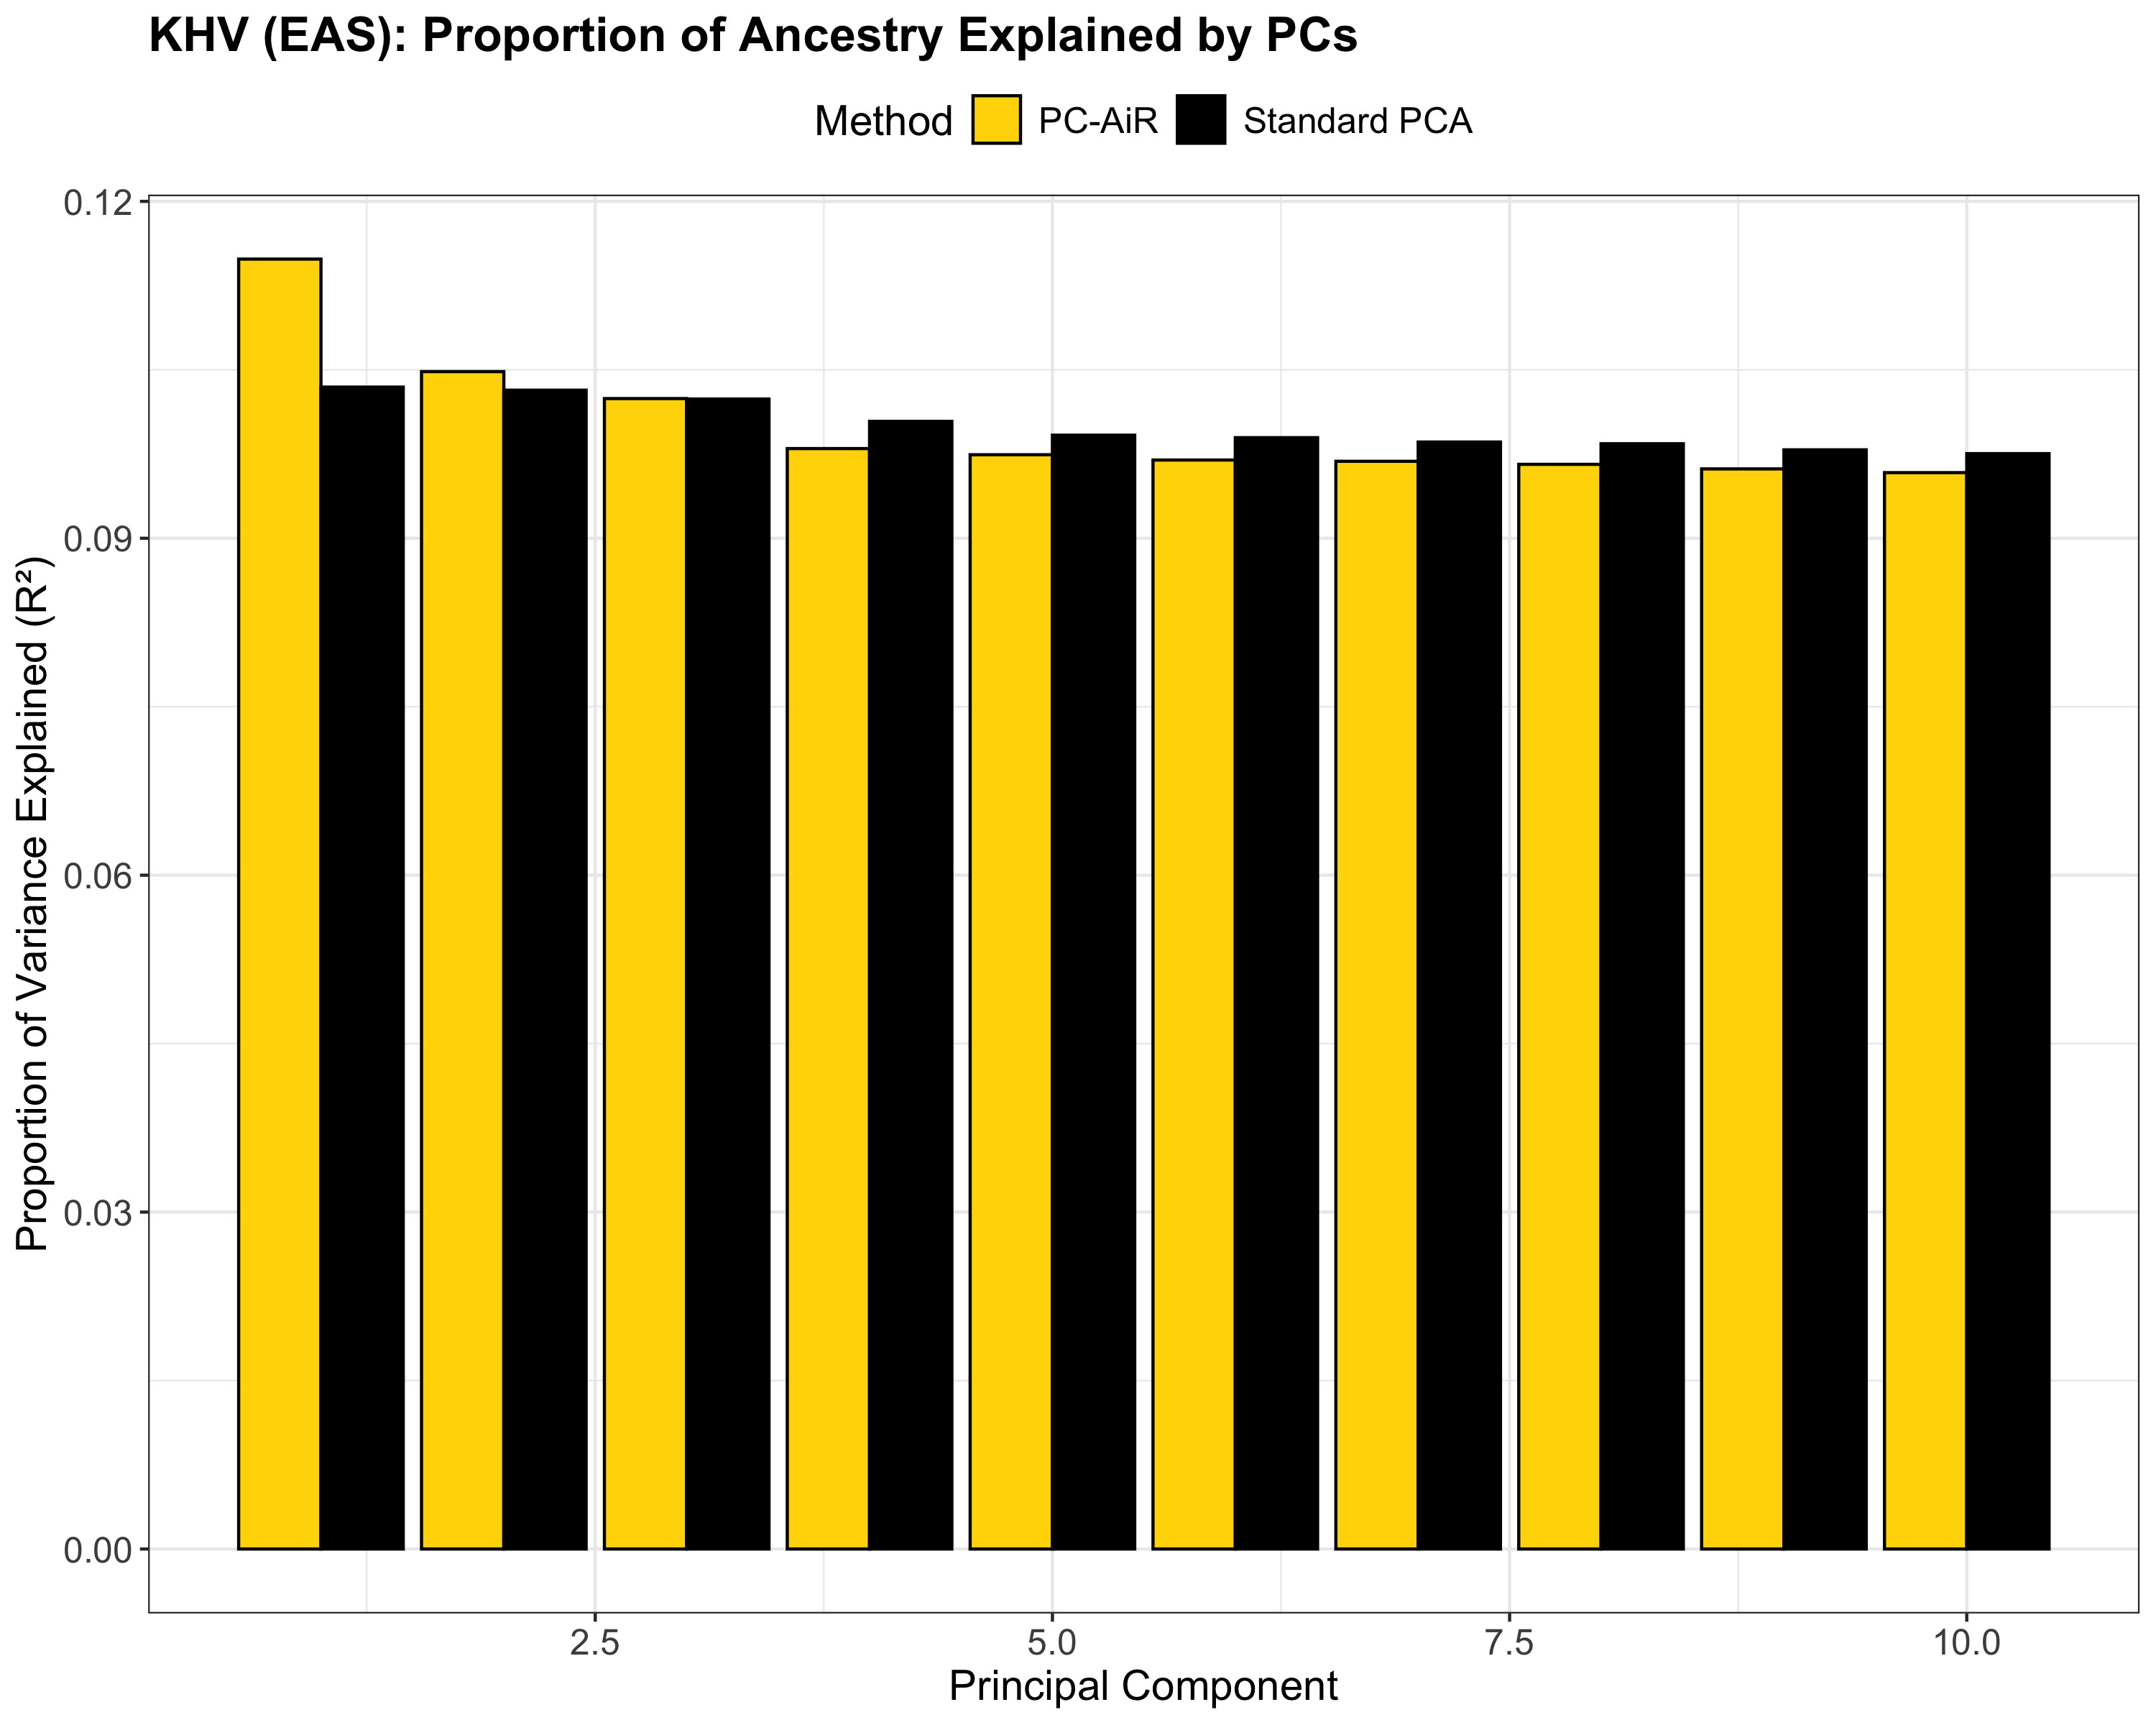 KHV (EAS): Proportion of Ancestry Explained by PCs
Method PC-AiR Standard PCA
Proportion of Variance Explained (R²)
0.12
0.09
0.06
0.03
0.00
2.5 5.0 7.5 10.0
Principal Component